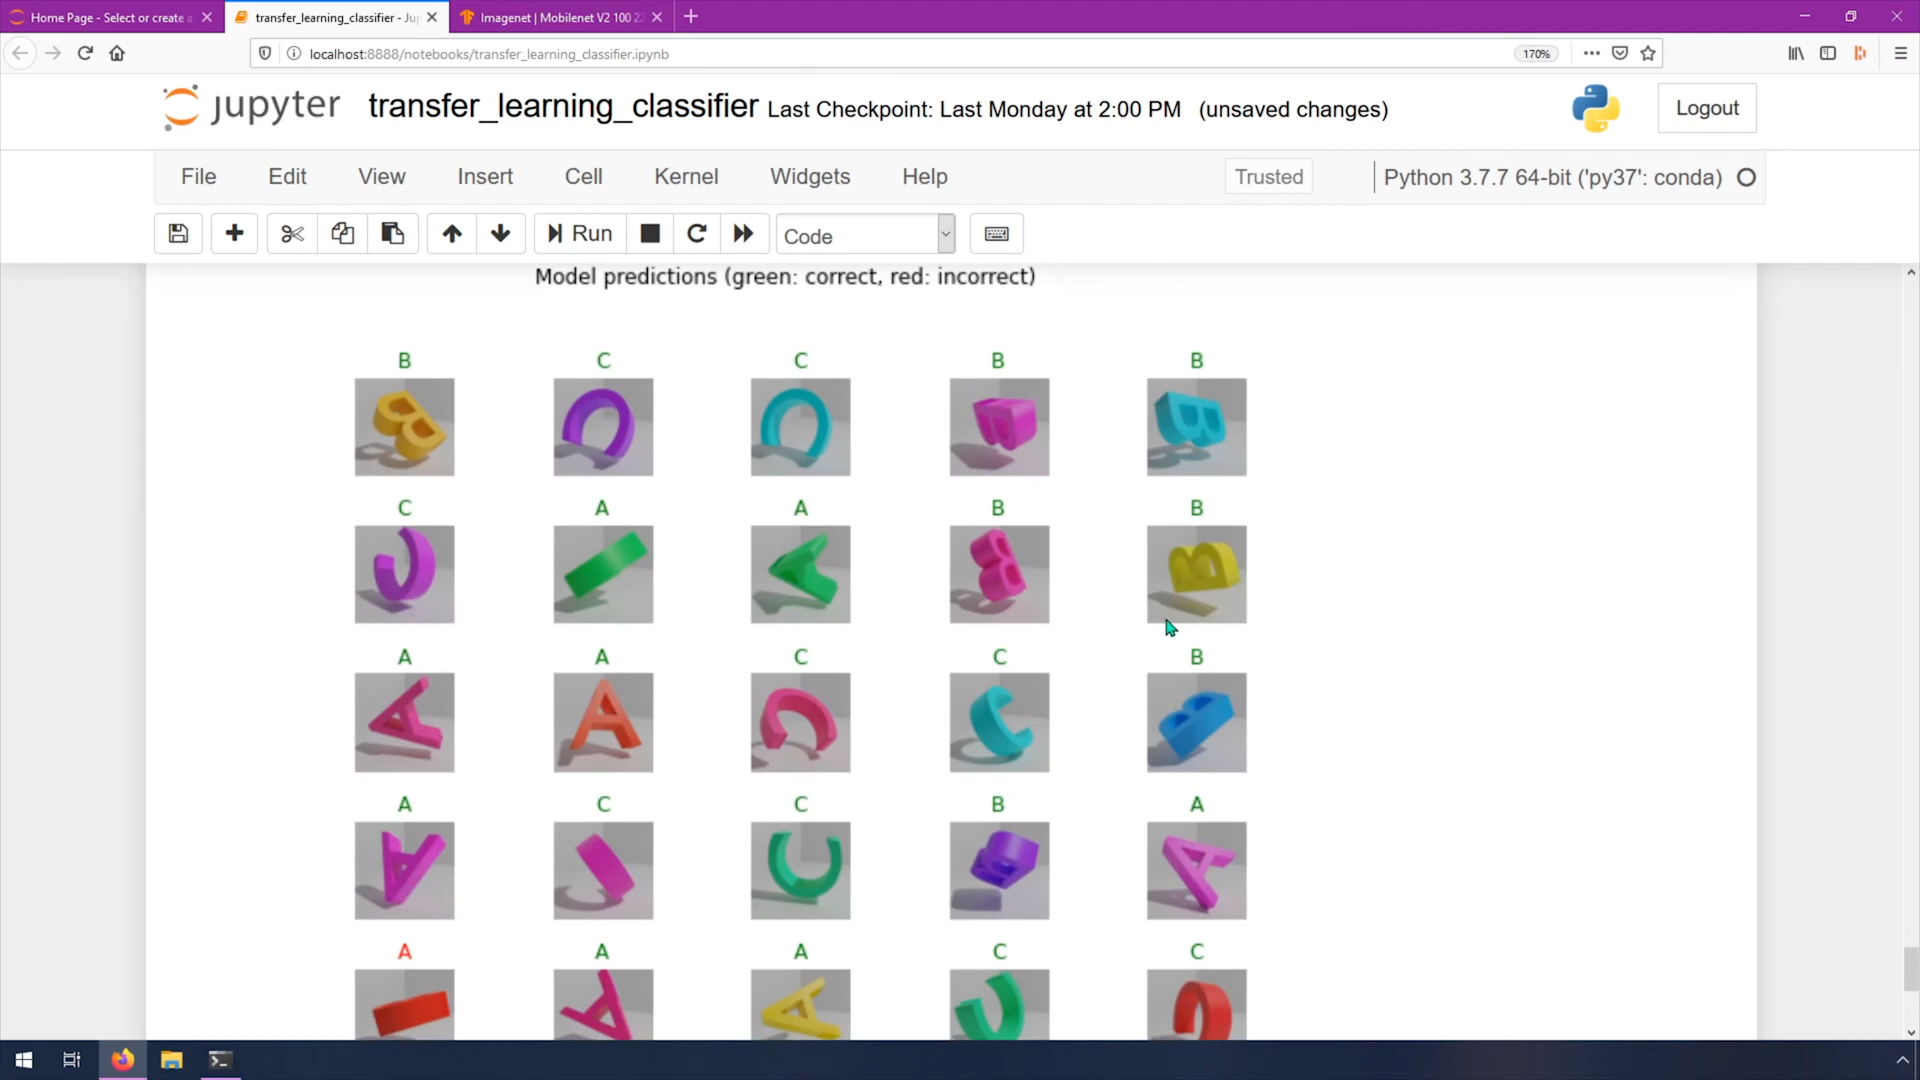 Home Page - Select or create a
transfer_learning_classifier - Ju
Imagenet | Mobilenet V2 100 22
localhost:8888/notebooks/transfer_learning_classifier.ipynb
170%
jupyter transfer_learning_classifier Last Checkpoint: Last Monday at 2:00 PM (unsaved changes)
Logout
File Edit View Insert Cell Kernel Widgets Help
Trusted
Python 3.7.7 64-bit ('py37': conda)
Run
Code
Model predictions (green: correct, red: incorrect)
B C C B B
B C C B B
C A A B B
C A B B
A A C C B
A A C C B
A C C B A
A C B A
A A A C C
A A C C